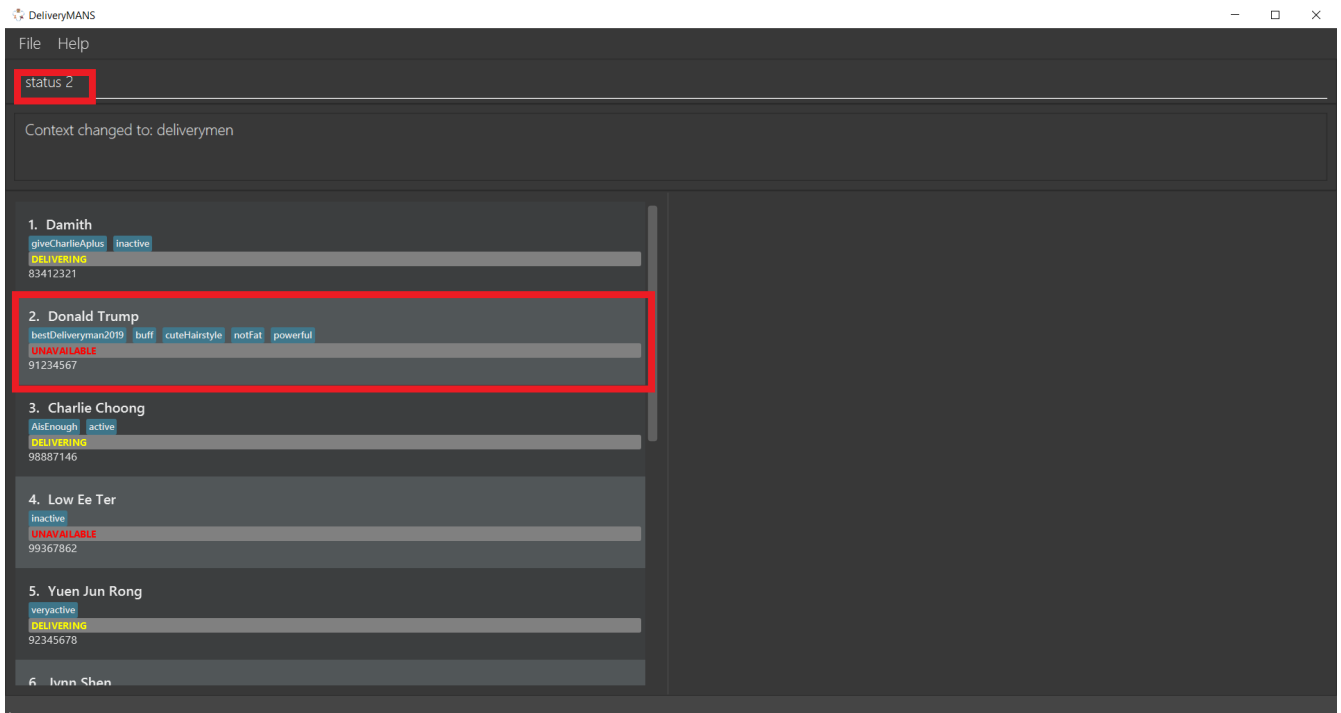 DeliveryMANS
File Help
status 2
Context changed to: deliverymen
1. Damith
giveCharlieAplus inactive
DELIVERING
83412321
2. Donald Trump
bestDeliveryman2019 buff cuteHairstyle notFat powerful
UNAVAILABLE
91234567
3. Charlie Choong
AisEnough active
DELIVERING
98887146
4. Low Ee Ter
inactive
UNAVAILABLE
99367862
5. Yuen Jun Rong
veryactive
DELIVERING
92345678
6. Shen